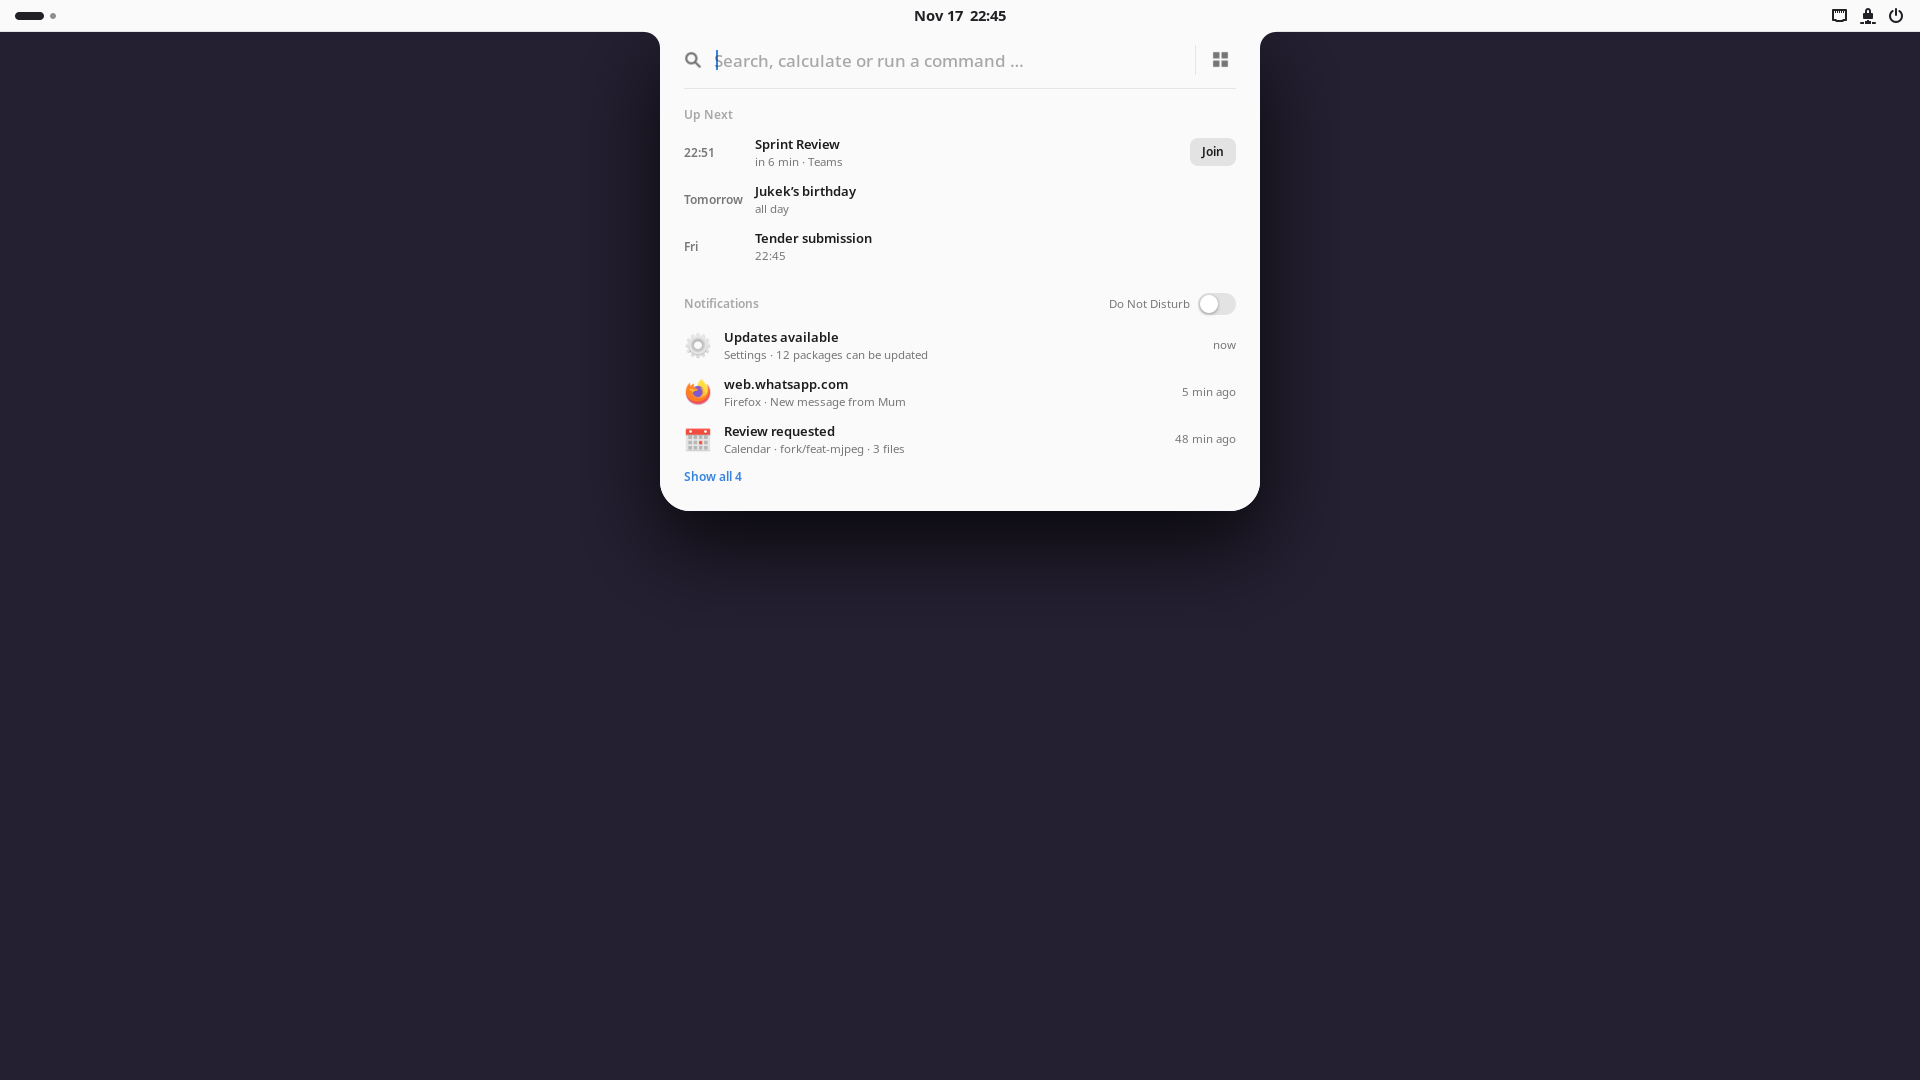 Nov 17 22:45
Search, calculate or run a command ...
Up Next
22:51
Sprint Review
in 6 min · Teams
Join
Tomorrow
Jukek’s birthday
all day
Fri
Tender submission
22:45
Notifications
Do Not Disturb
Updates available
Settings · 12 packages can be updated
now
web.whatsapp.com
Firefox · New message from Mum
5 min ago
Review requested
Calendar · fork/feat-mjpeg · 3 files
48 min ago
Show all 4